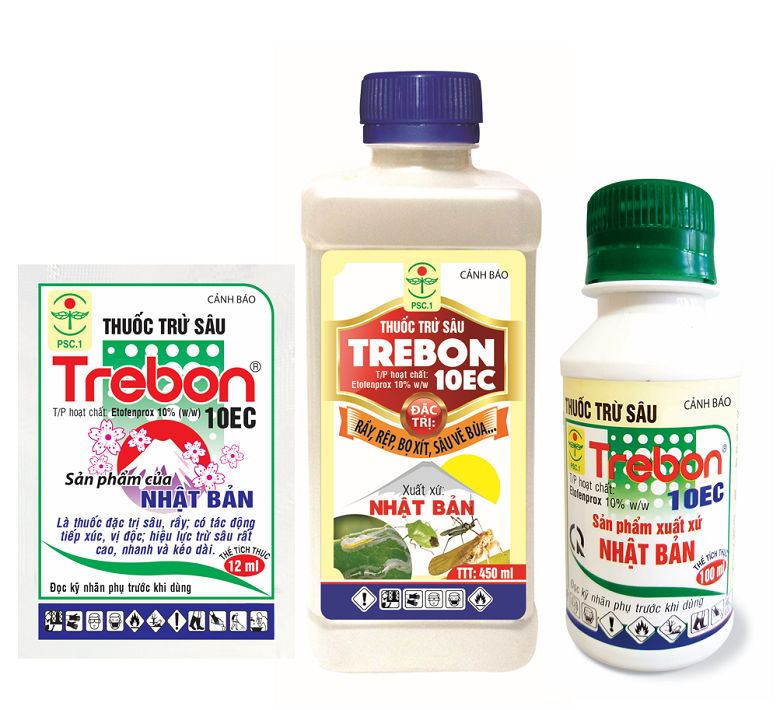 PSC.1
CẢNH BÁO
THUỐC TRỪ SÂU
Trebon®
T/P hoạt chất: Etofenprox 10% (w/w) 10EC
Sản phẩm của
NHẬT BẢN
Là thuốc đặc trị sâu, rầy; có tác động
tiếp xúc, vị độc; hiệu lực trừ sâu rất
cao, nhanh và kéo dài.
THỂ TÍCH THỰC
12 ml
Đọc kỹ nhãn phụ trước khi dùng
CẢNH BÁO
PSC.1
THUỐC TRỪ SÂU
TREBON
T/P hoạt chất:
Etofenprox 10% w/w
10EC
ĐẶC
TRỊ:
RẦY, RỆP, BỌ XÍT, SÂU VẼ BÙA...
Xuất xứ:
NHẬT BẢN
TTT: 450 ml
THUỐC TRỪ SÂU
CẢNH BÁO
PSC.1
Trebon®
T/P hoạt chất:
Etofenprox 10% w/w
10EC
Sản phẩm xuất xứ
NHẬT BẢN
THỂ TÍCH THỰC
100 ml
Đọc kỹ nhãn phụ trước khi dùng